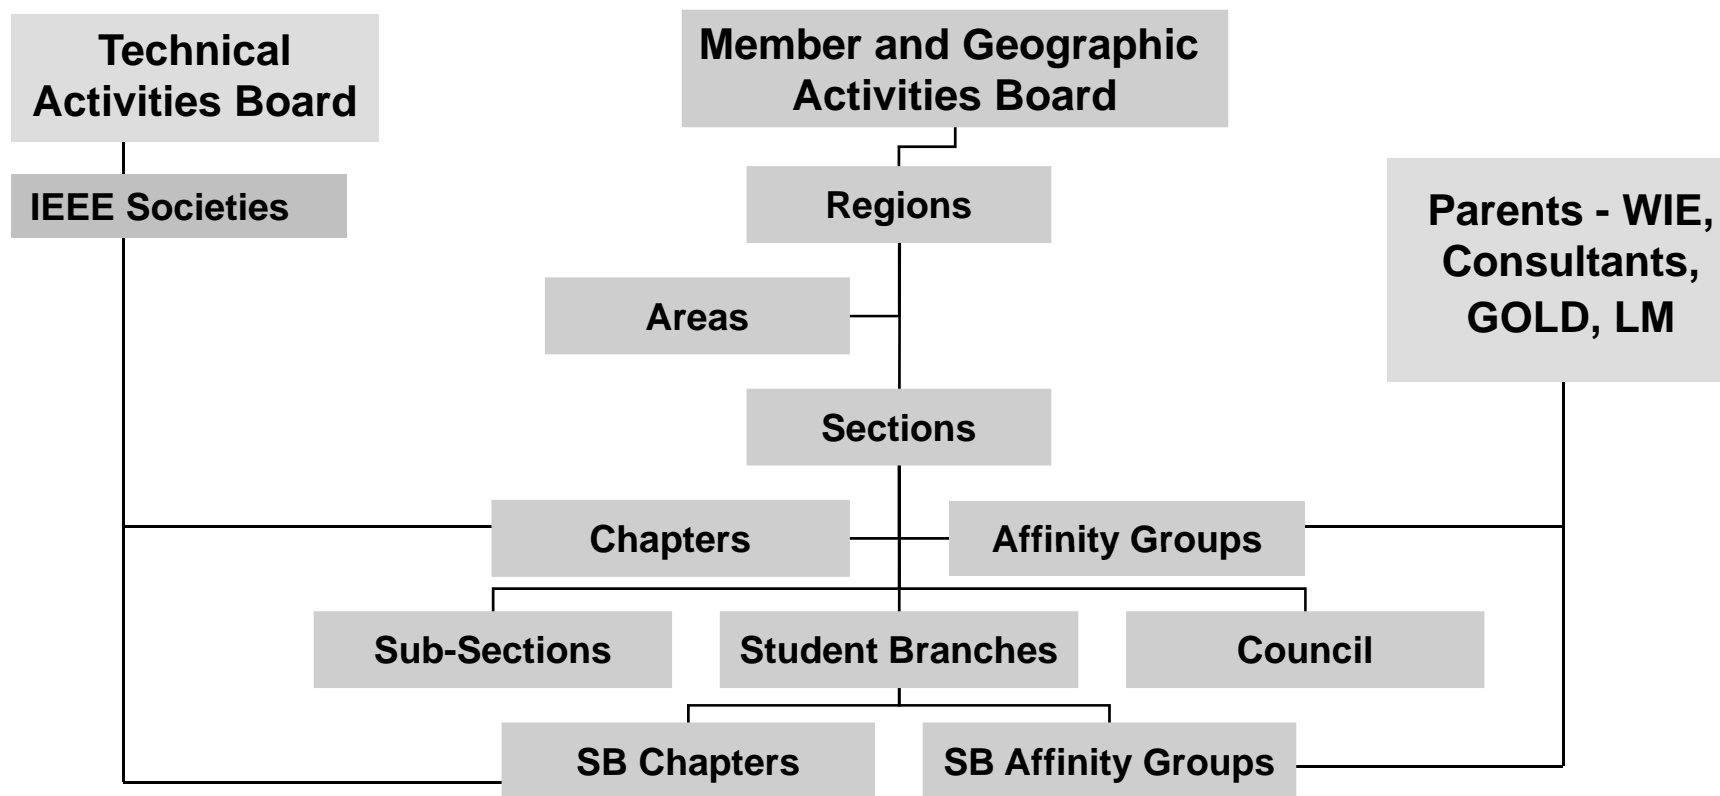 Technical
Activities Board
Member and Geographic
Activities Board
IEEE Societies
Regions
Parents - WIE,
Consultants,
GOLD, LM
Areas
Sections
Chapters
Affinity Groups
Sub-Sections
Student Branches
Council
SB Chapters
SB Affinity Groups